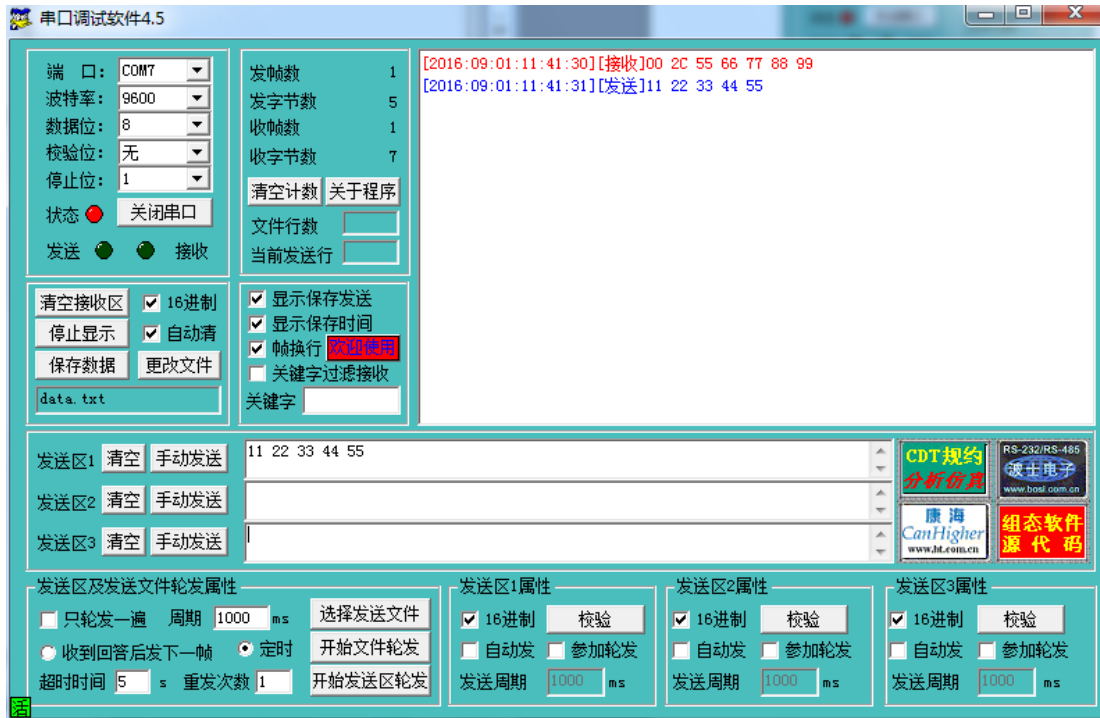 串口调试软件4.5
端 口: COM7
波特率: 9600
数据位: 8
校验位: 无
停止位: 1
状态 关闭串口
发送 接收
发帧数 1
发字节数 5
收帧数 1
收字节数 7
清空计数 关于程序
文件行数
当前发送行
[2016:09:01:11:41:30][接收]00 2C 55 66 77 88 99
[2016:09:01:11:41:31][发送]11 22 33 44 55
清空接收区 16进制
停止显示 自动清
保存数据 更改文件
data.txt
显示保存发送
显示保存时间
帧换行 欢迎使用
关键字过滤接收
关键字
发送区1 清空 手动发送 11 22 33 44 55
发送区2 清空 手动发送
发送区3 清空 手动发送
CDT规约
分析仿真
RS-232/RS-485
波士电子
www.bosi.com.cn
康海
CanHigher
www.ht.com.cn
组态软件
源代码
发送区及发送文件轮发属性
只轮发一遍 周期 1000 ms 选择发送文件
收到回答后发下一帧 定时 开始文件轮发
超时时间 5 s 重发次数 1 开始发送区轮发
发送区1属性
16进制 校验
自动发 参加轮发
发送周期 1000 ms
发送区2属性
16进制 校验
自动发 参加轮发
发送周期 1000 ms
发送区3属性
16进制 校验
自动发 参加轮发
发送周期 1000 ms
活